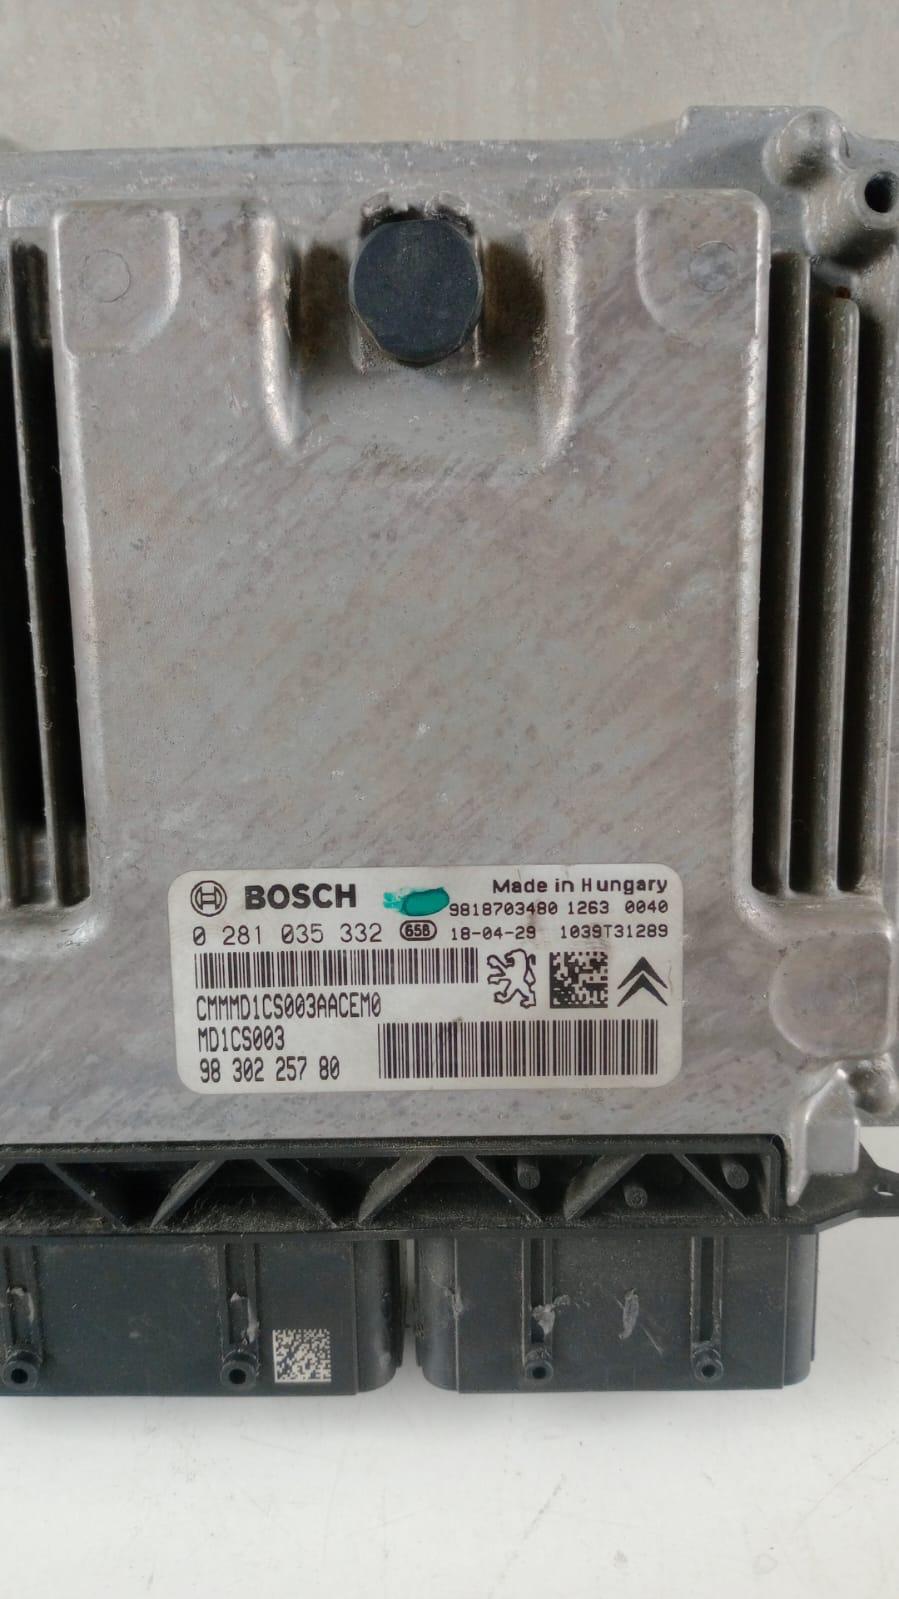 BOSCH
Made in Hungary
9818703480 1263 0040
0 281 035 332 656 18-04-29 1039T31289
CMMMD1CS003AACEM0
MD1CS003
98 302 257 80